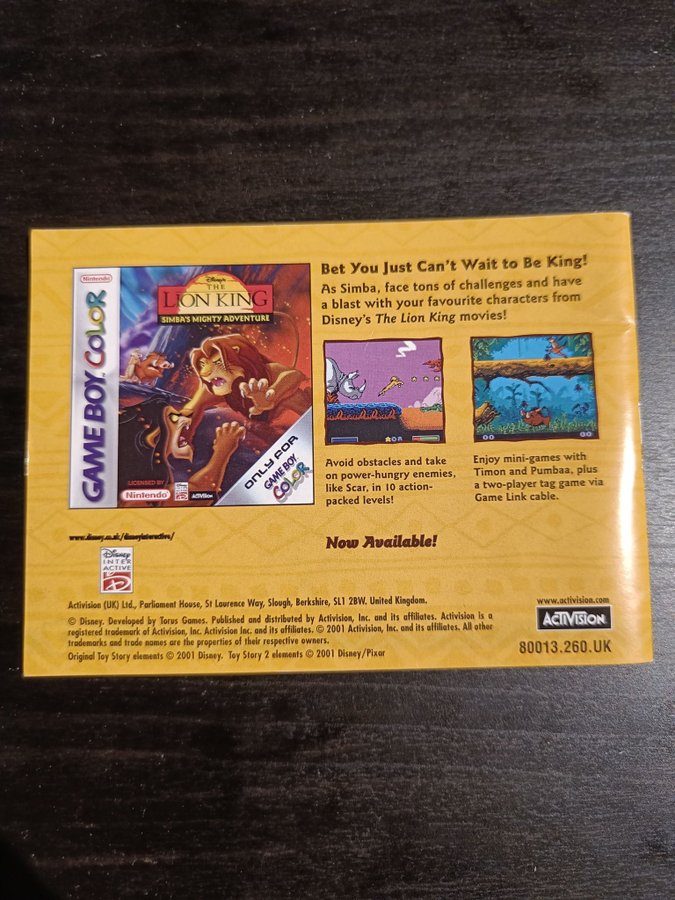 Bet You Just Can't Wait to Be King!
As Simba, face tons of challenges and have
a blast with your favourite characters from
Disney's The Lion King movies!
Nintendo
GAME BOY COLOR
Disney's
THE
LION KING
SIMBA'S MIGHTY ADVENTURE
ONLY FOR
GAME BOY
COLOR
LICENSED BY
Nintendo
ACTIVISION
Avoid obstacles and take
on power-hungry enemies,
like Scar, in 10 action-
packed levels!
Enjoy mini-games with
Timon and Pumbaa, plus
a two-player tag game via
Game Link cable.
www.disney.co.uk/disneyinteractive/
Now Available!
Disney
INTER
ACTIVE
Activision (UK) Ltd., Parliament House, St Laurence Way, Slough, Berkshire, SL1 2BW. United Kingdom.
© Disney. Developed by Torus Games. Published and distributed by Activision, Inc. and its affiliates. Activision is a
registered trademark of Activision, Inc. Activision Inc. and its affiliates. © 2001 Activision, Inc. and its affiliates. All other
trademarks and trade names are the properties of their respective owners.
Original Toy Story elements © 2001 Disney. Toy Story 2 elements © 2001 Disney/Pixar
www.activision.com
ACTIVISION
80013.260.UK